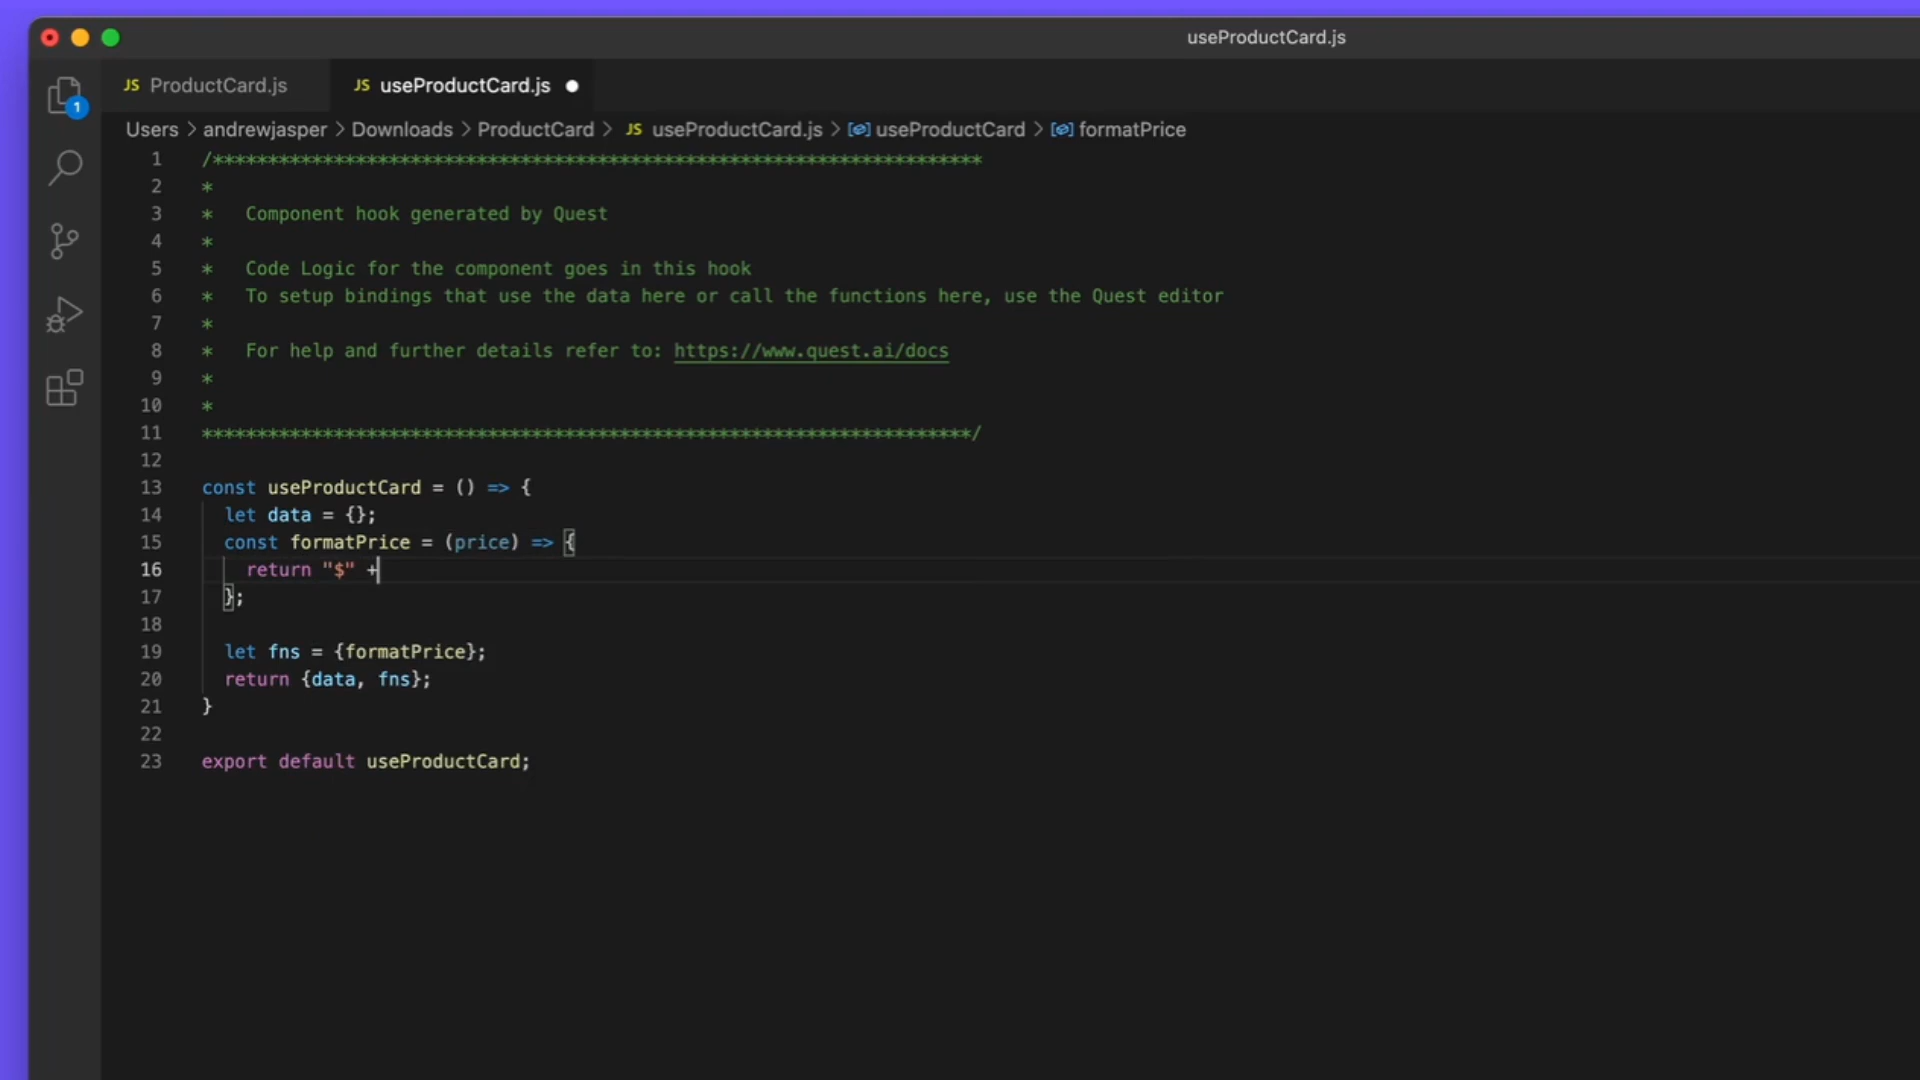 useProductCard.js
JS ProductCard.js JS useProductCard.js
1
Users > andrewjasper > Downloads > ProductCard > JS useProductCard.js > useProductCard > formatPrice
1 /**********************************************************************
2 *
3 * Component hook generated by Quest
4 *
5 * Code Logic for the component goes in this hook
6 * To setup bindings that use the data here or call the functions here, use the Quest editor
7 *
8 * For help and further details refer to: https://www.quest.ai/docs
9 *
10 *
11 **********************************************************************/
12
13 const useProductCard = () => {
14 let data = {};
15 const formatPrice = (price) => {
16 return "$" +
17 };
18
19 let fns = {formatPrice};
20 return {data, fns};
21 }
22
23 export default useProductCard;